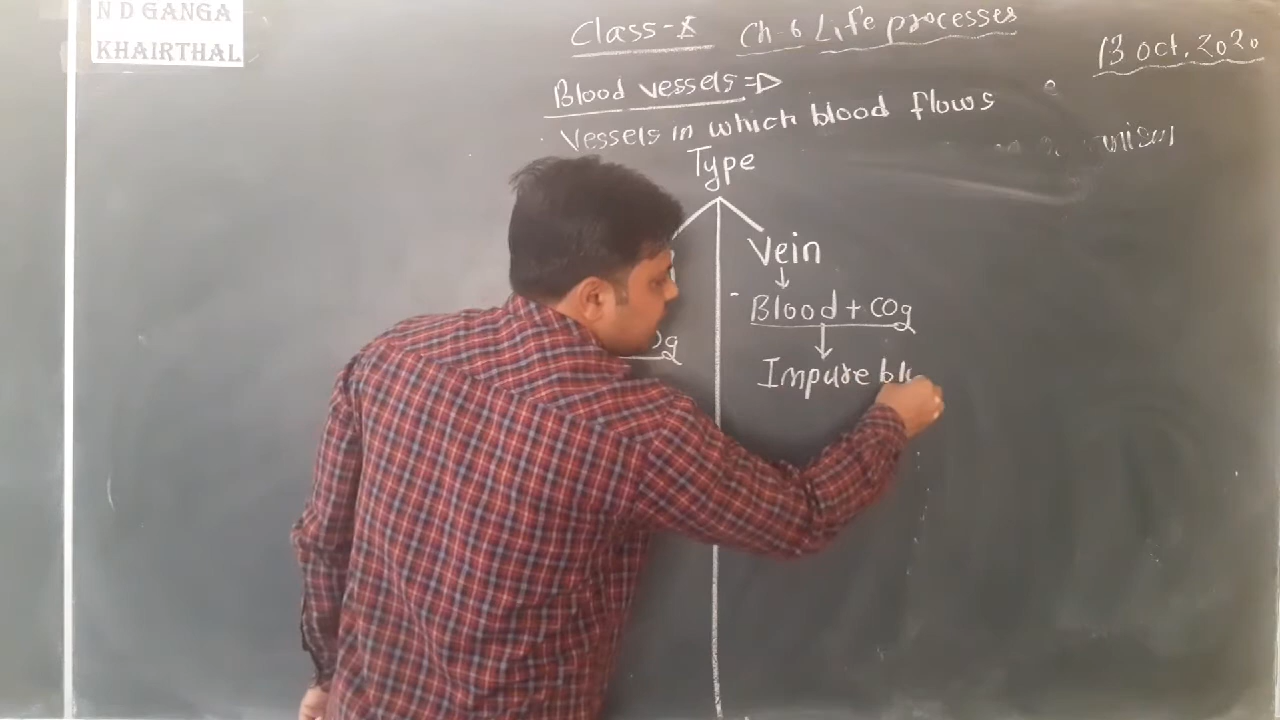 N D GANGA
KHAIRTHAL
Class-X Ch-6 Life processes
13 oct. 2020
Blood vessels =>
Vessels in which blood flows
Type
Vein
↓
Blood + CO2
↓
Impure bl